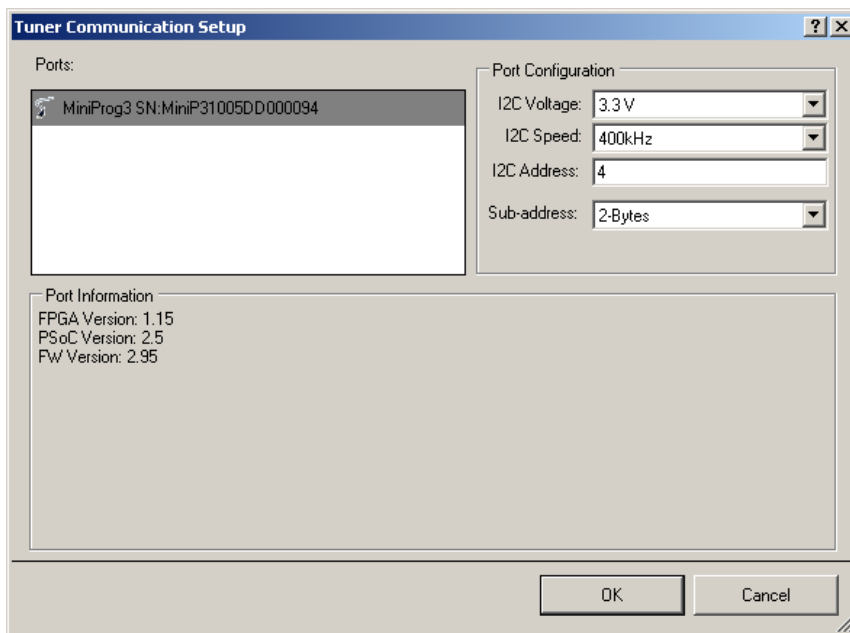 Tuner Communication Setup
Ports:
MiniProg3 SN:MiniP31005DD000094
Port Configuration
I2C Voltage: 3.3 V
I2C Speed: 400kHz
I2C Address: 4
Sub-address: 2-Bytes
Port Information
FPGA Version: 1.15
PSoC Version: 2.5
FW Version: 2.95
OK Cancel